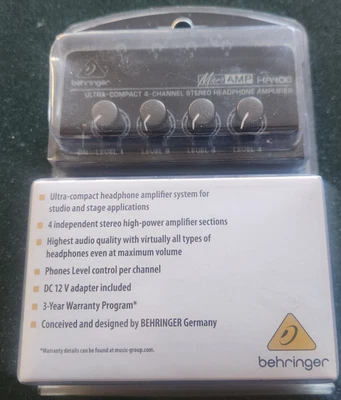 behringer
MicroAMP HA400
ULTRA-COMPACT 4-CHANNEL STEREO HEADPHONE AMPLIFIER
LEVEL 1 LEVEL 2 LEVEL 3 LEVEL 4
Ultra-compact headphone amplifier system for
studio and stage applications
4 independent stereo high-power amplifier sections
Highest audio quality with virtually all types of
headphones even at maximum volume
Phones Level control per channel
DC 12 V adapter included
3-Year Warranty Program*
Conceived and designed by BEHRINGER Germany
*Warranty details can be found at music-group.com.
behringer